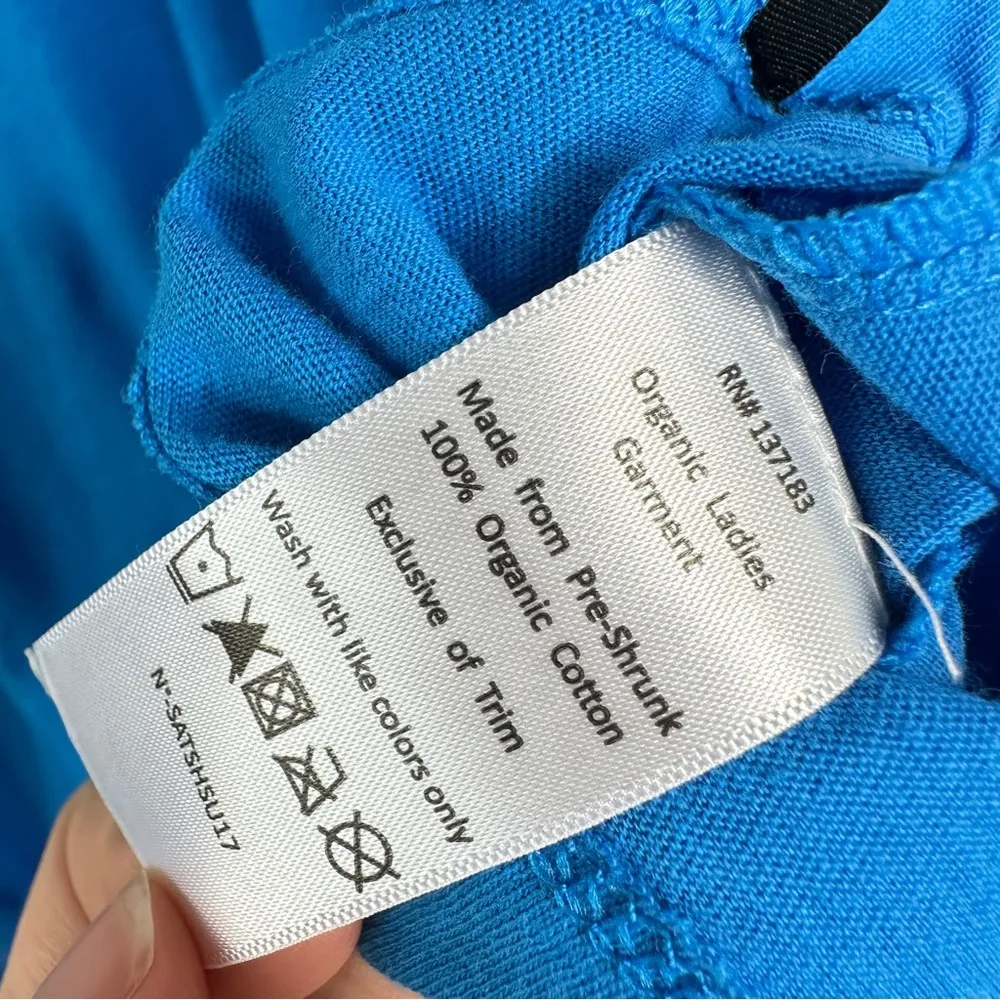 RN# 137183
Organic Ladies
Garment
Made from Pre-Shrunk
100% Organic Cotton
Exclusive of Trim
Wash with like colors only
N°-SATSHSU17